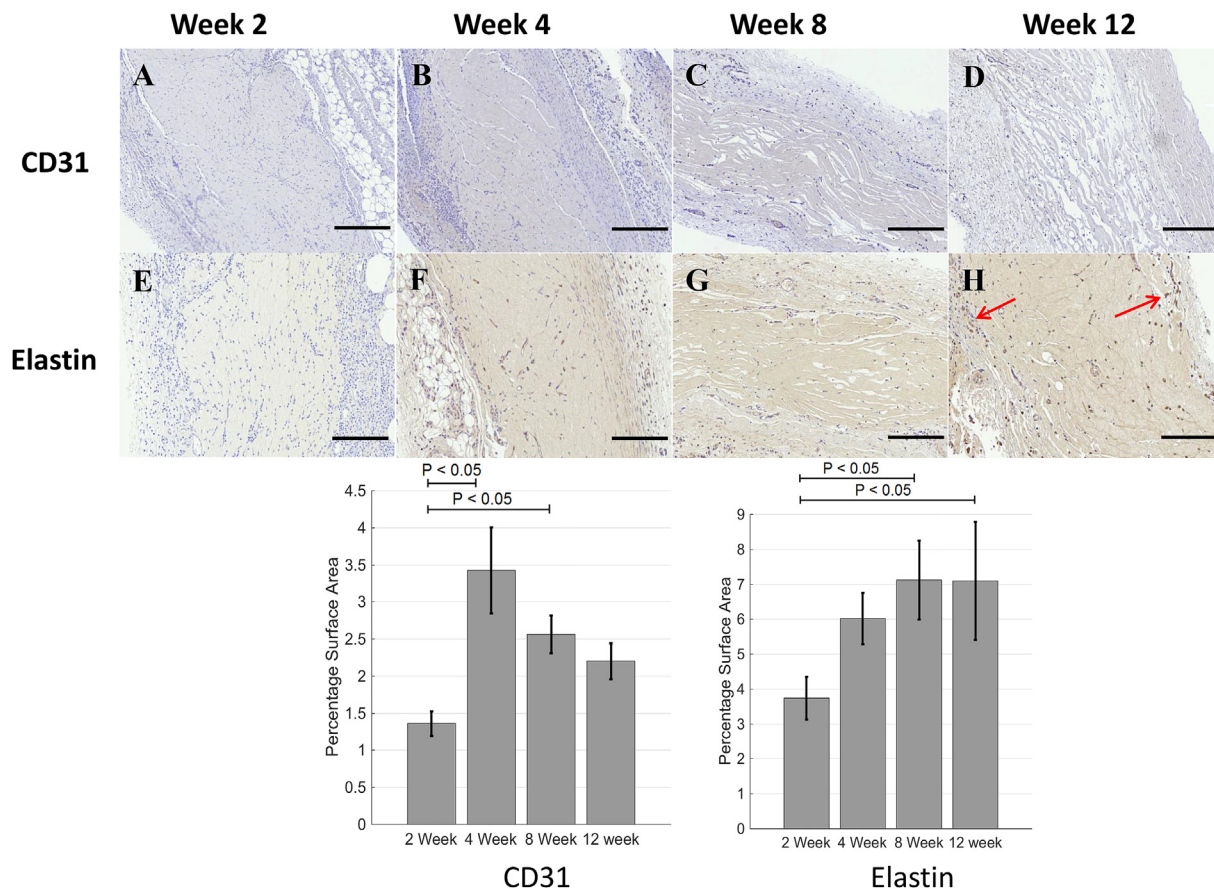 Week 2 Week 4 Week 8 Week 12
CD31
A B C D
Elastin
E F G H
P < 0.05
P < 0.05
4.5
4
3.5
3
2.5
2
1.5
1
0.5
0
Percentage Surface Area
2 Week 4 Week 8 Week 12 week
CD31
P < 0.05
P < 0.05
9
8
7
6
5
4
3
2
1
0
Percentage Surface Area
2 Week 4 Week 8 Week 12 week
Elastin